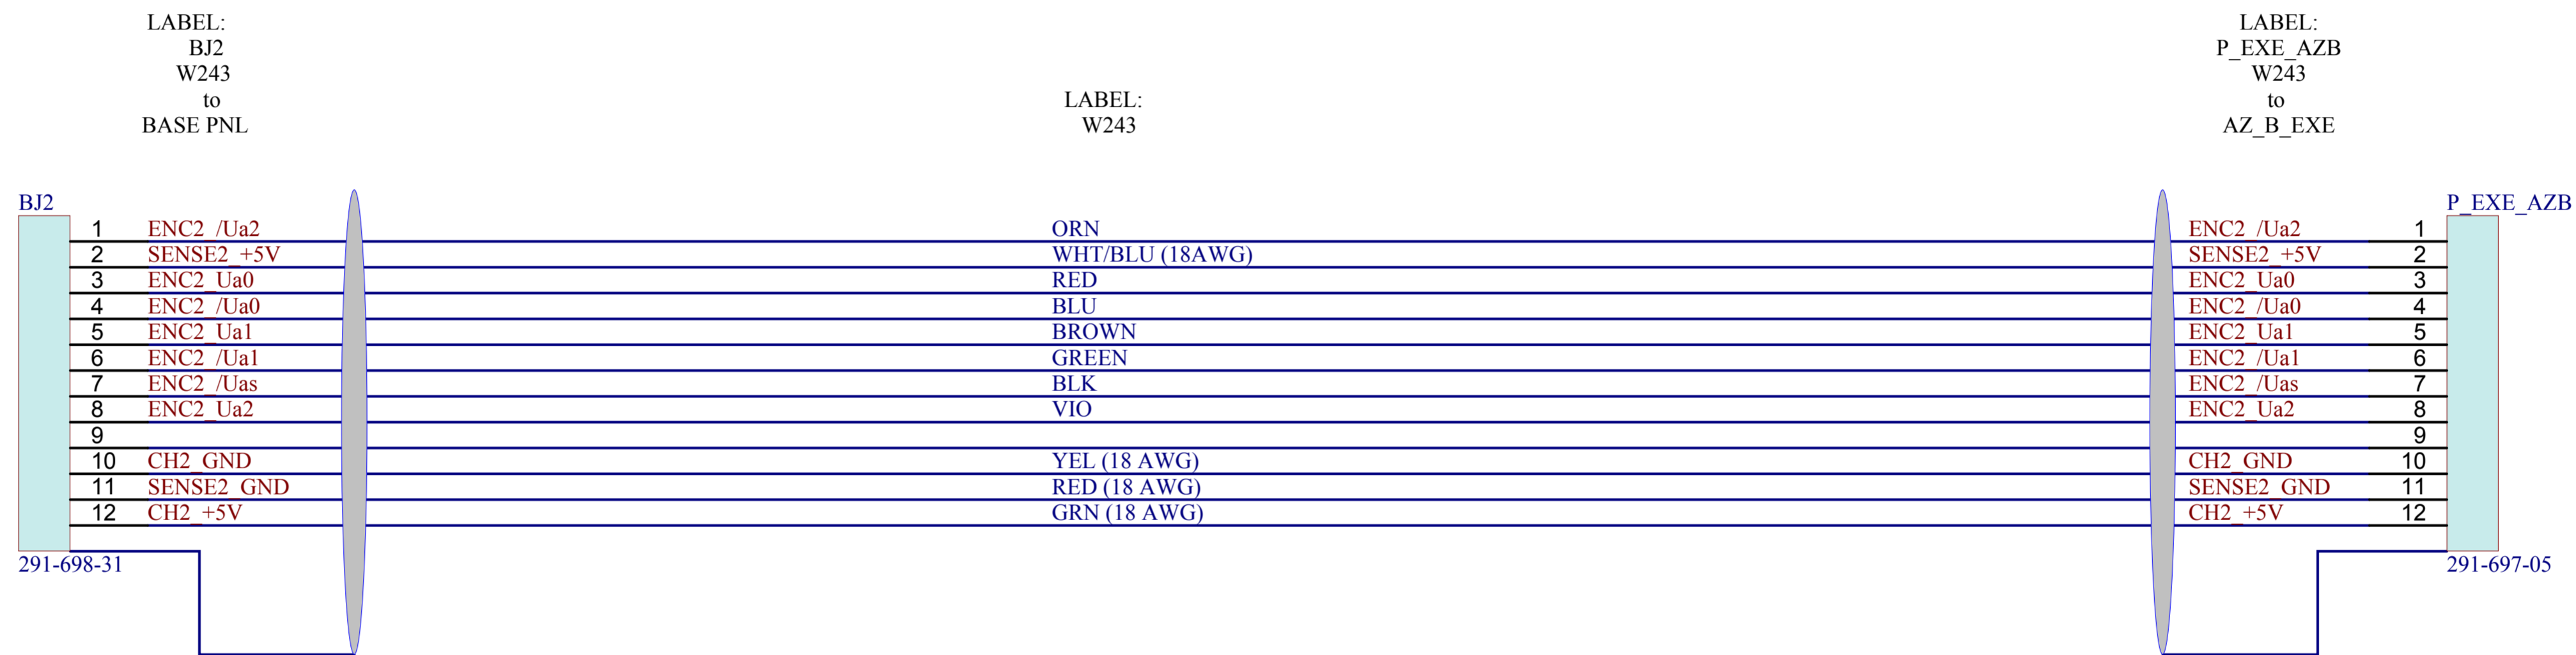 LABEL:
BJ2
W243
to
BASE PNL
LABEL:
W243
LABEL:
P_EXE_AZB
W243
to
AZ_B_EXE
BJ2
P_EXE_AZB
1 ENC2_/Ua2 ORN ENC2_/Ua2 1
2 SENSE2_+5V WHT/BLU (18AWG) SENSE2_+5V 2
3 ENC2_Ua0 RED ENC2_Ua0 3
4 ENC2_/Ua0 BLU ENC2_/Ua0 4
5 ENC2_Ua1 BROWN ENC2_Ua1 5
6 ENC2_/Ua1 GREEN ENC2_/Ua1 6
7 ENC2_/Uas BLK ENC2_/Uas 7
8 ENC2_Ua2 VIO ENC2_Ua2 8
9 9
10 CH2_GND YEL (18 AWG) CH2_GND 10
11 SENSE2_GND RED (18 AWG) SENSE2_GND 11
12 CH2_+5V GRN (18 AWG) CH2_+5V 12
291-698-31
291-697-05